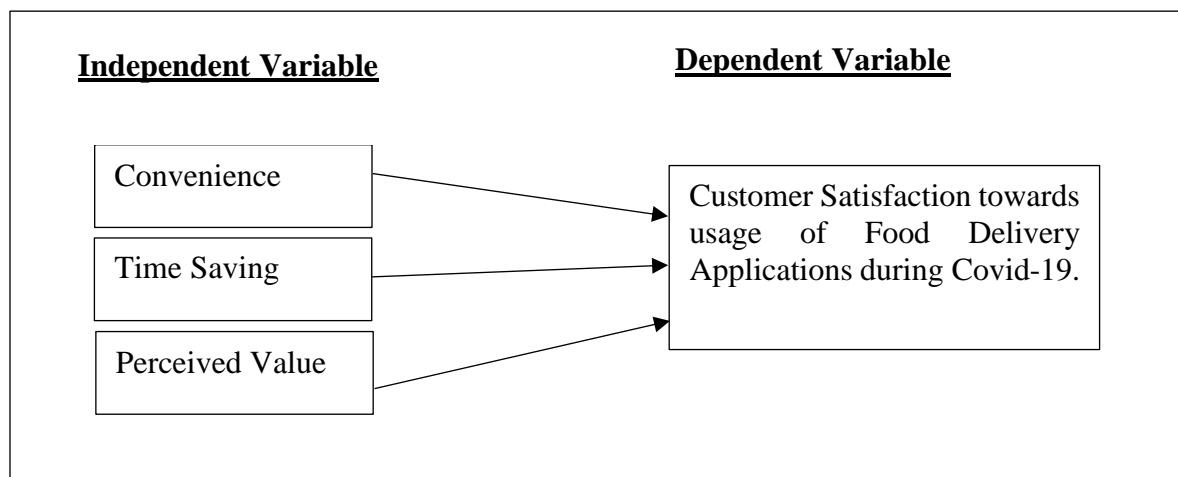 Independent Variable
Dependent Variable
Convenience
Time Saving
Perceived Value
Customer Satisfaction towards
usage of Food Delivery
Applications during Covid-19.